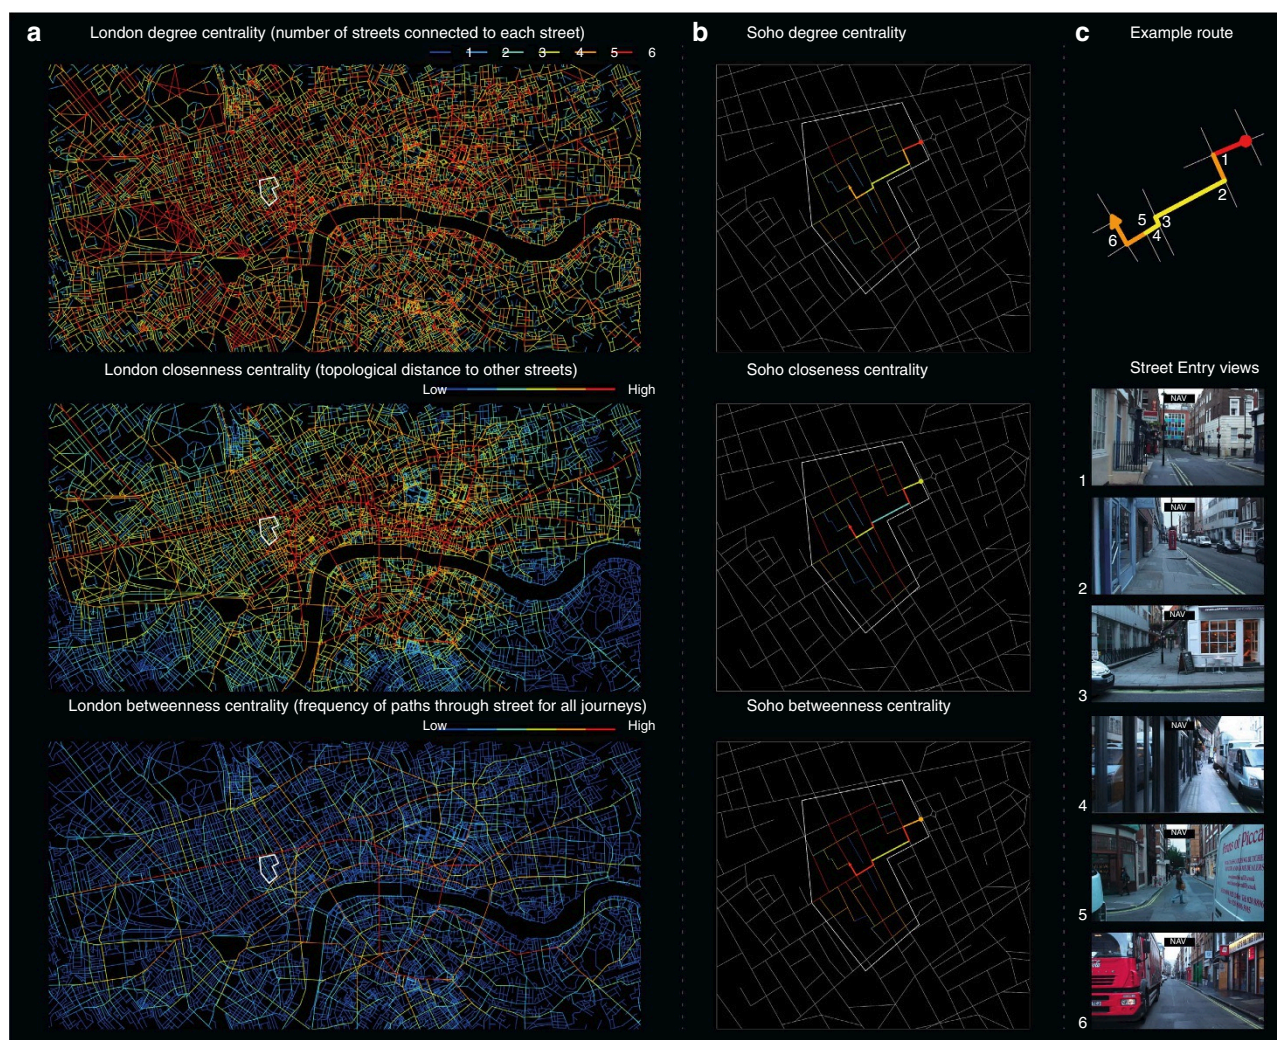 a London degree centrality (number of streets connected to each street)
1 2 3 4 5 6
London closenness centrality (topological distance to other streets)
Low High
London betweenness centrality (frequency of paths through street for all journeys)
Low High
b Soho degree centrality
Soho closeness centrality
Soho betweenness centrality
c Example route
1
2
5 3
6 4
Street Entry views
NAV
1
NAV
2
NAV
3
NAV
4
NAV
5
NAV
6